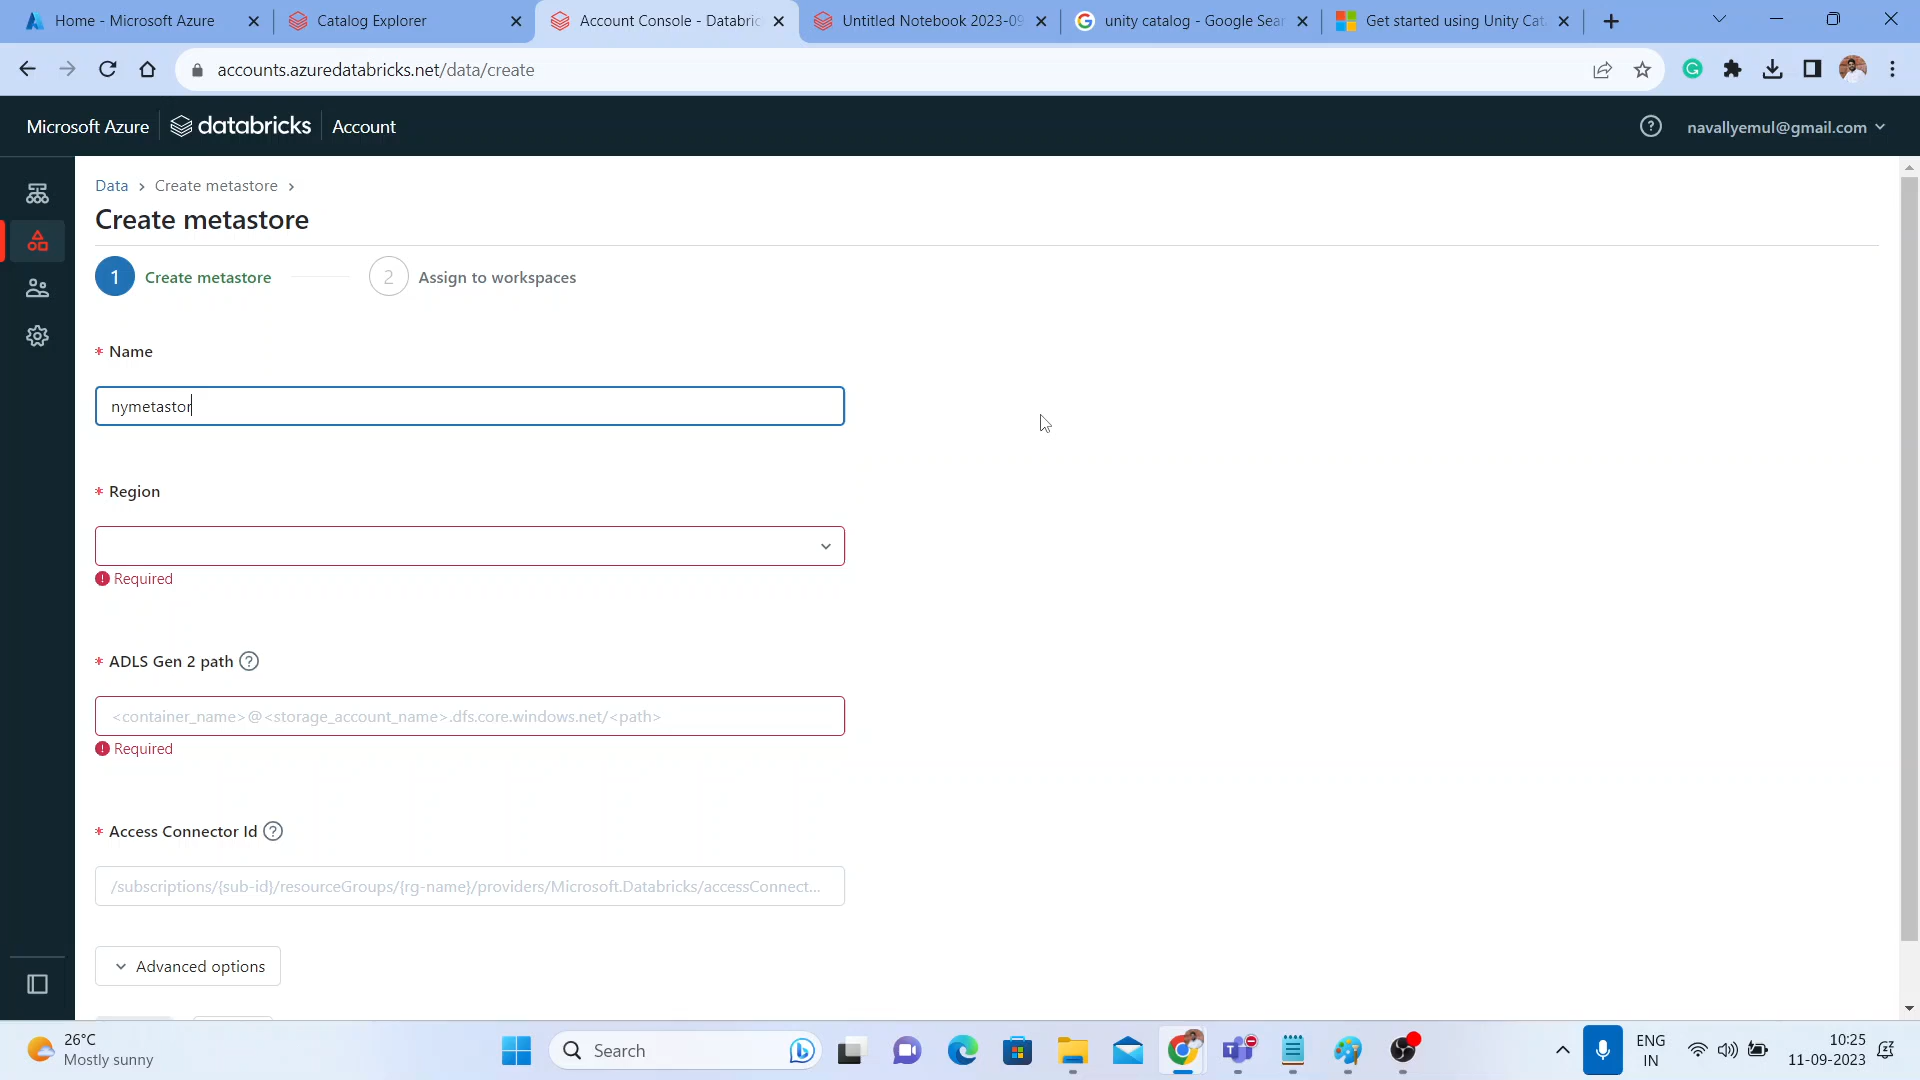 Home - Microsoft Azure
Catalog Explorer
Account Console - Databric
Untitled Notebook 2023-09
unity catalog - Google Sear
Get started using Unity Cat
accounts.azuredatabricks.net/data/create
Microsoft Azure
databricks
Account
navallyemul@gmail.com
Data > Create metastore >
Create metastore
1 Create metastore
2 Assign to workspaces
* Name
nymetastor
* Region
Required
* ADLS Gen 2 path ?
<container_name>@<storage_account_name>.dfs.core.windows.net/<path>
Required
* Access Connector Id ?
/subscriptions/{sub-id}/resourceGroups/{rg-name}/providers/Microsoft.Databricks/accessConnect...
Advanced options
26°C
Mostly sunny
Search
ENG
IN
10:25
11-09-2023